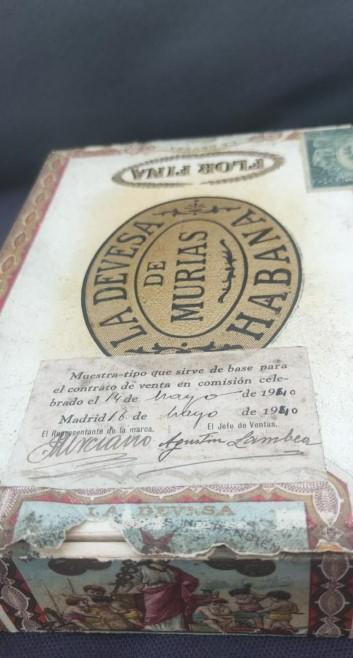 FLOR FINA
LA DEVESA
DE
MURIAS
HABANA
Muestra-tipo que sirve de base para
el contrato de venta en comisión cele-
brado el 14 de Mayo de 1940
Madrid 16 de Mayo de 1940
El Representante de la marca, El Jefe de Ventas,
Murciano Agustin Lambea
LA DEVESA